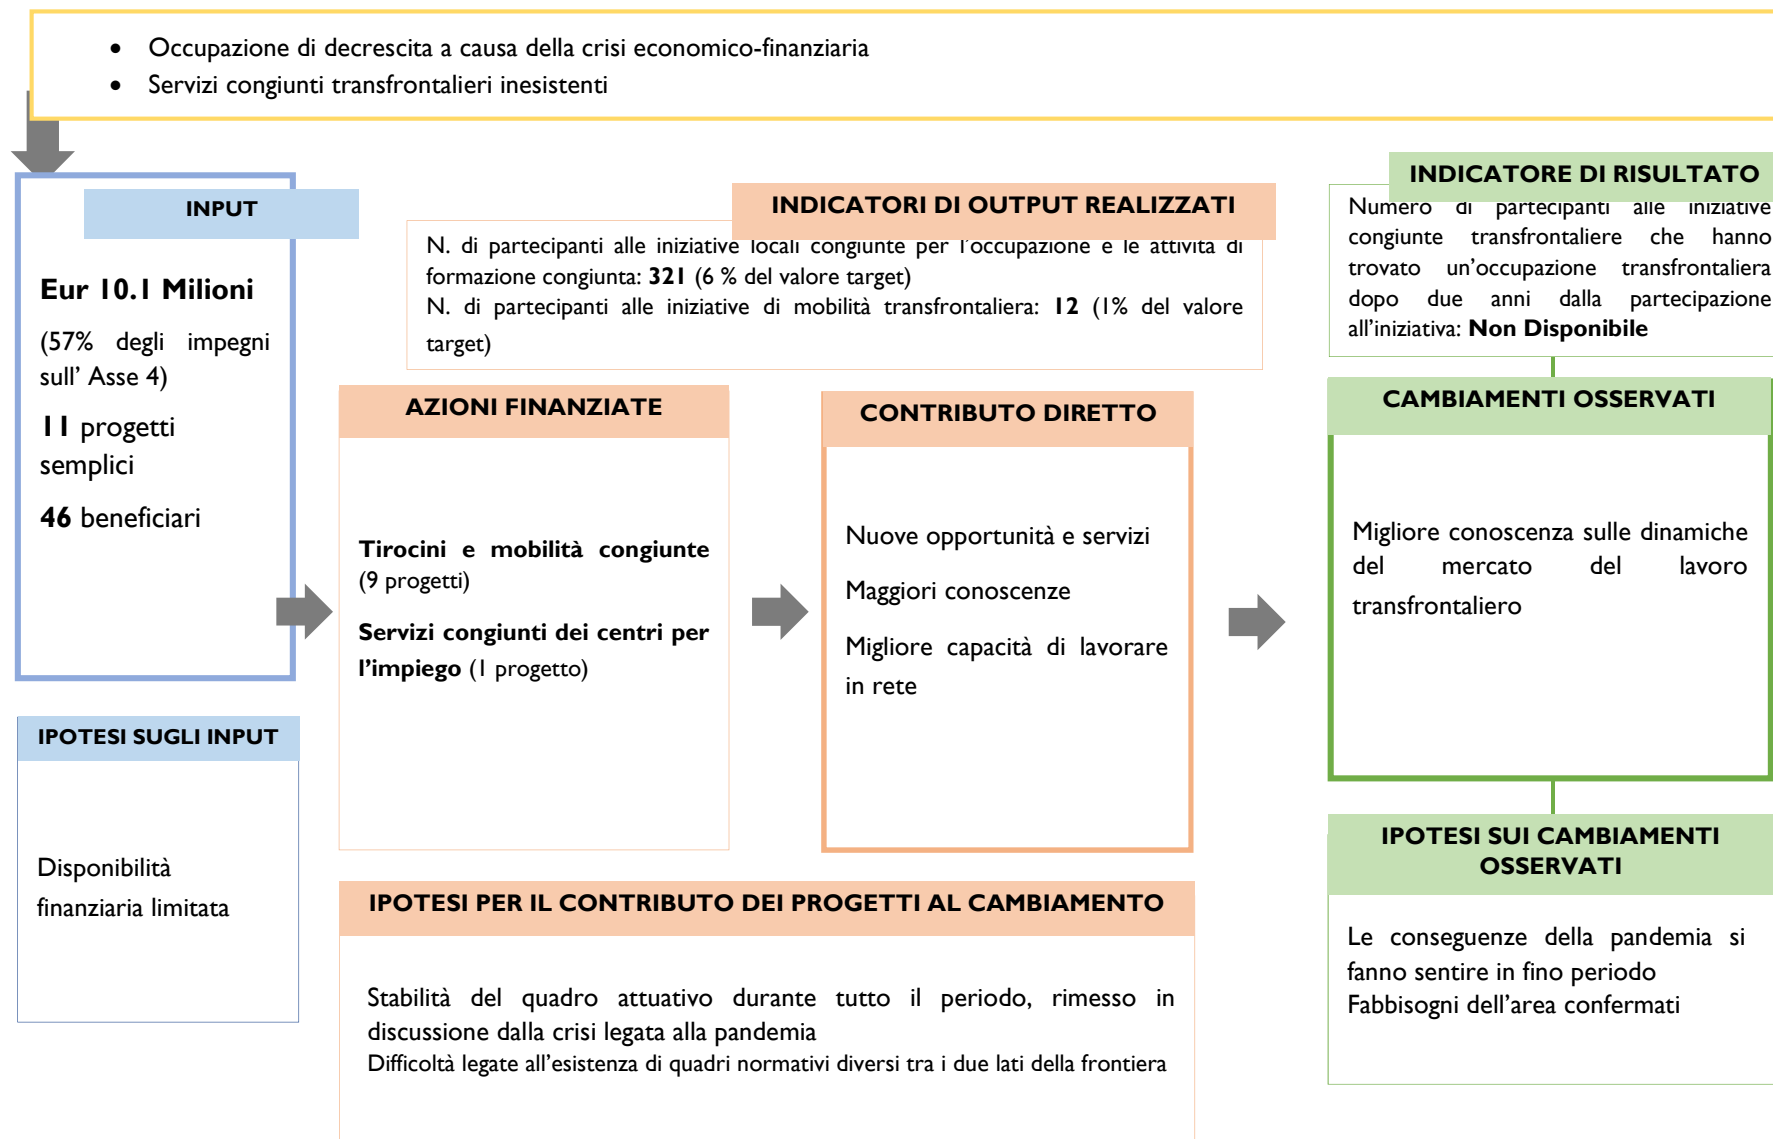 • Occupazione di decrescita a causa della crisi economico-finanziaria
• Servizi congiunti transfrontalieri inesistenti
INPUT
Eur 10.1 Milioni
(57% degli impegni
sull' Asse 4)
11 progetti
semplici
46 beneficiari
IPOTESI SUGLI INPUT
Disponibilità
finanziaria limitata
INDICATORI DI OUTPUT REALIZZATI
N. di partecipanti alle iniziative locali congiunte per l'occupazione e le attività di
formazione congiunta: 321 (6 % del valore target)
N. di partecipanti alle iniziative di mobilità transfrontaliera: 12 (1% del valore
target)
AZIONI FINANZIATE
Tirocini e mobilità congiunte
(9 progetti)
Servizi congiunti dei centri per
l'impiego (1 progetto)
CONTRIBUTO DIRETTO
Nuove opportunità e servizi
Maggiori conoscenze
Migliore capacità di lavorare
in rete
IPOTESI PER IL CONTRIBUTO DEI PROGETTI AL CAMBIAMENTO
Stabilità del quadro attuativo durante tutto il periodo, rimesso in
discussione dalla crisi legata alla pandemia
Difficoltà legate all'esistenza di quadri normativi diversi tra i due lati della frontiera
INDICATORE DI RISULTATO
Numero di partecipanti alle iniziative
congiunte transfrontaliere che hanno
trovato un'occupazione transfrontaliera
dopo due anni dalla partecipazione
all'iniziativa: Non Disponibile
CAMBIAMENTI OSSERVATI
Migliore conoscenza sulle dinamiche
del mercato del lavoro
transfrontaliero
IPOTESI SUI CAMBIAMENTI
OSSERVATI
Le conseguenze della pandemia si
fanno sentire in fino periodo
Fabbisogni dell'area confermati